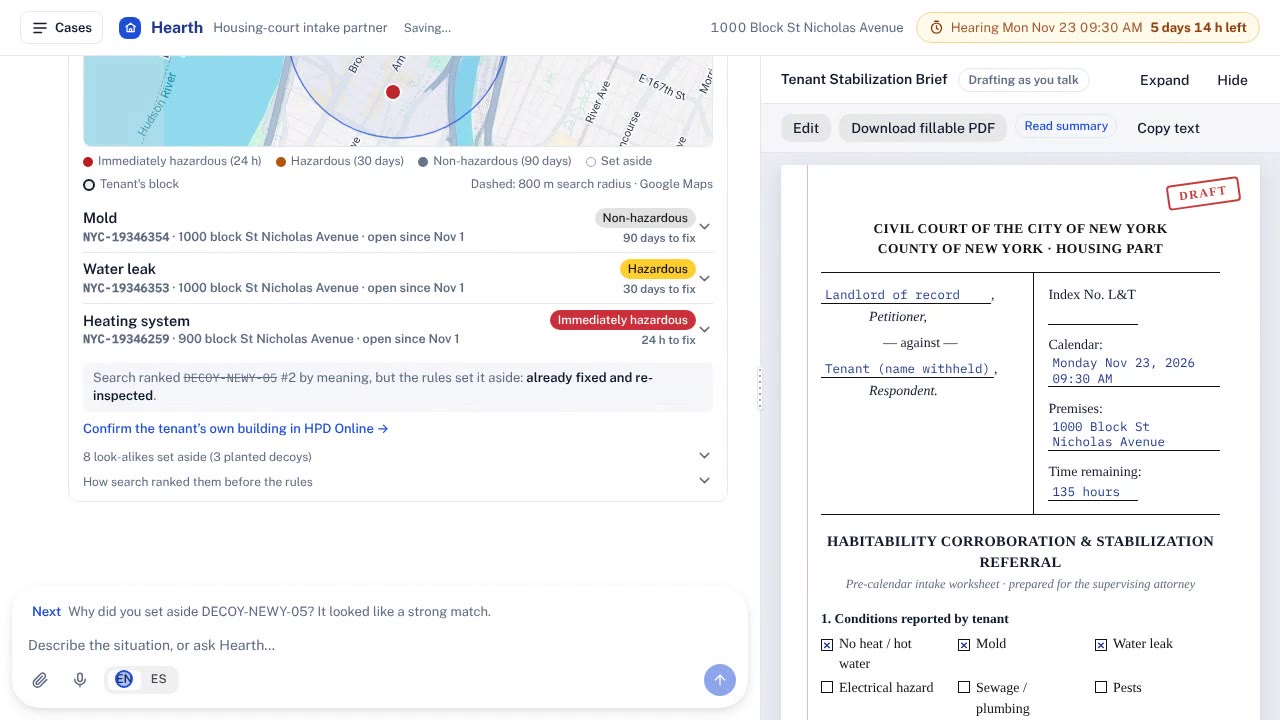 Cases
Hearth
Housing-court intake partner
Saving...
1000 Block St Nicholas Avenue
Hearing Mon Nov 23 09:30 AM 5 days 14 h left
Hudson River
Am
River Ave
E 167th St
Immediately hazardous (24 h)
Hazardous (30 days)
Non-hazardous (90 days)
Set aside
Tenant's block
Dashed: 800 m search radius · Google Maps
Mold
Non-hazardous
NYC-19346354 · 1000 block St Nicholas Avenue · open since Nov 1
90 days to fix
Water leak
Hazardous
NYC-19346353 · 1000 block St Nicholas Avenue · open since Nov 1
30 days to fix
Heating system
Immediately hazardous
NYC-19346259 · 900 block St Nicholas Avenue · open since Nov 1
24 h to fix
Search ranked DECOY-NEWY-05 #2 by meaning, but the rules set it aside: already fixed and re-
inspected.
Confirm the tenant's own building in HPD Online →
8 look-alikes set aside (3 planted decoys)
How search ranked them before the rules
Next Why did you set aside DECOY-NEWY-05? It looked like a strong match.
Describe the situation, or ask Hearth...
EN
ES
Tenant Stabilization Brief
Drafting as you talk
Expand
Hide
Edit
Download fillable PDF
Read summary
Copy text
DRAFT
CIVIL COURT OF THE CITY OF NEW YORK
COUNTY OF NEW YORK · HOUSING PART
Landlord of record,
Petitioner,
— against —
Tenant (name withheld),
Respondent.
Index No. L&T
Calendar:
Monday Nov 23, 2026
09:30 AM
Premises:
1000 Block St
Nicholas Avenue
Time remaining:
135 hours
HABITABILITY CORROBORATION & STABILIZATION
REFERRAL
Pre-calendar intake worksheet · prepared for the supervising attorney
1. Conditions reported by tenant
No heat / hot
water
Mold
Water leak
Electrical hazard
Sewage /
plumbing
Pests